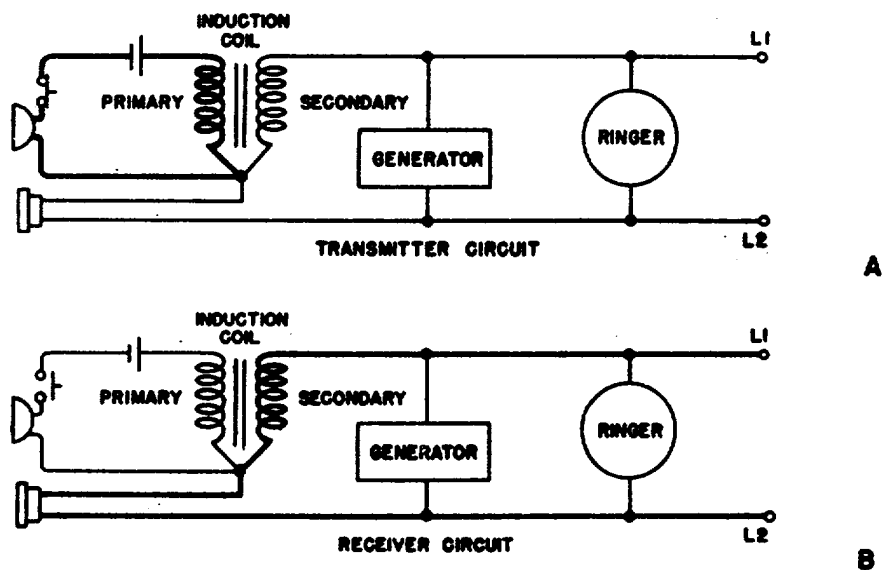 INDUCTION
COIL
L1
PRIMARY
SECONDARY
GENERATOR
RINGER
L2
TRANSMITTER CIRCUIT
A
INDUCTION
COIL
L1
PRIMARY
SECONDARY
GENERATOR
RINGER
L2
RECEIVER CIRCUIT
B